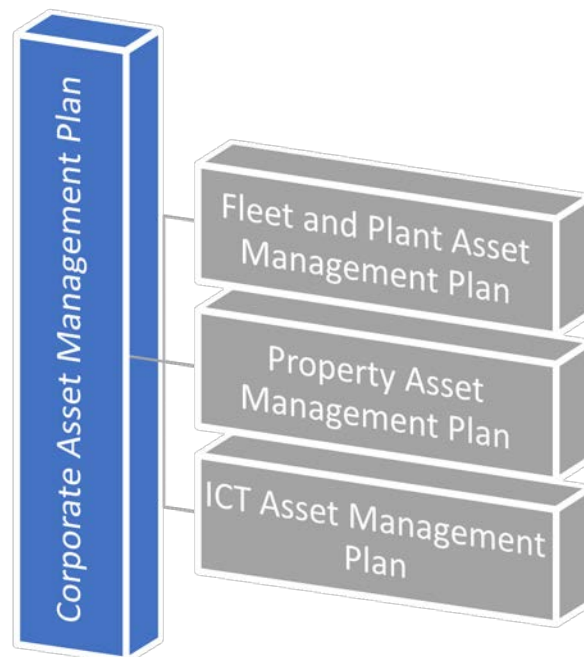 Corporate Asset Management Plan
Fleet and Plant Asset
Management Plan
Property Asset
Management Plan
ICT Asset Management
Plan